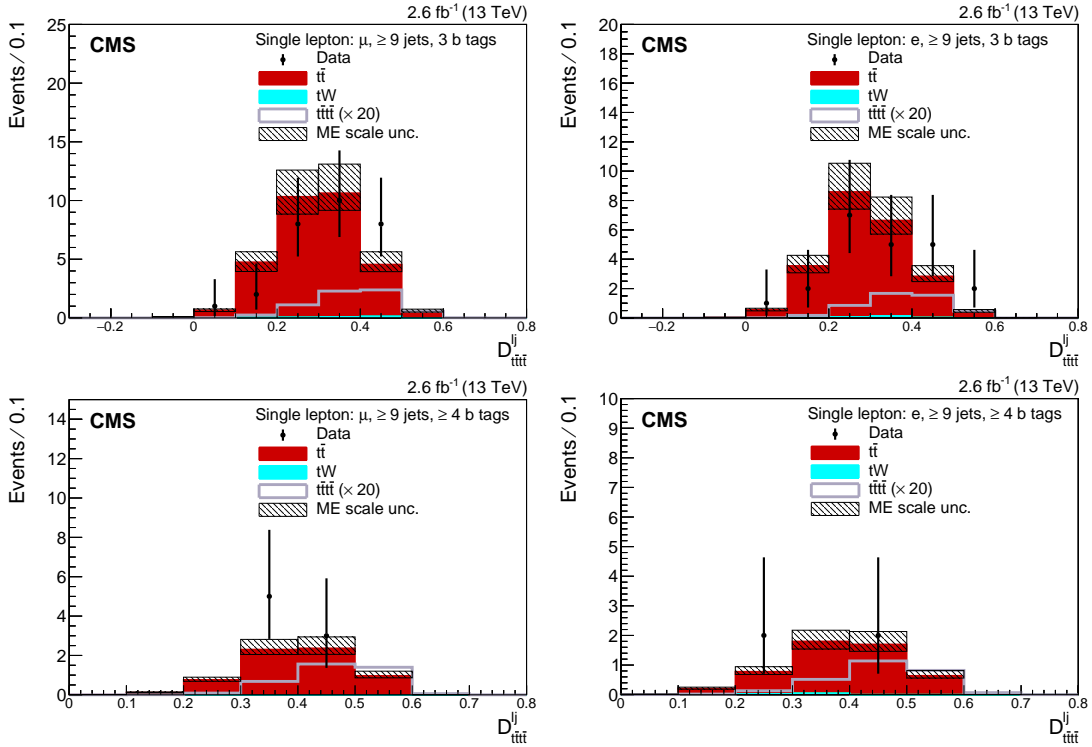 2.6 fb⁻¹ (13 TeV)
CMS
Single lepton: μ, ≥ 9 jets, 3 b tags
Data
tt̄
tW
tt̄tt̄ (× 20)
ME scale unc.
Events / 0.1
25
20
15
10
5
0
−0.2 0 0.2 0.4 0.6 0.8
D^{lj}_{tt̄tt̄}
2.6 fb⁻¹ (13 TeV)
CMS
Single lepton: e, ≥ 9 jets, 3 b tags
Data
tt̄
tW
tt̄tt̄ (× 20)
ME scale unc.
Events / 0.1
20
18
16
14
12
10
8
6
4
2
0
−0.2 0 0.2 0.4 0.6 0.8
D^{lj}_{tt̄tt̄}
2.6 fb⁻¹ (13 TeV)
CMS
Single lepton: μ, ≥ 9 jets, ≥ 4 b tags
Data
tt̄
tW
tt̄tt̄ (× 20)
ME scale unc.
Events / 0.1
14
12
10
8
6
4
2
0
0 0.1 0.2 0.3 0.4 0.5 0.6 0.7 0.8
D^{lj}_{tt̄tt̄}
2.6 fb⁻¹ (13 TeV)
CMS
Single lepton: e, ≥ 9 jets, ≥ 4 b tags
Data
tt̄
tW
tt̄tt̄ (× 20)
ME scale unc.
Events / 0.1
10
9
8
7
6
5
4
3
2
1
0
0 0.1 0.2 0.3 0.4 0.5 0.6 0.7 0.8
D^{lj}_{tt̄tt̄}